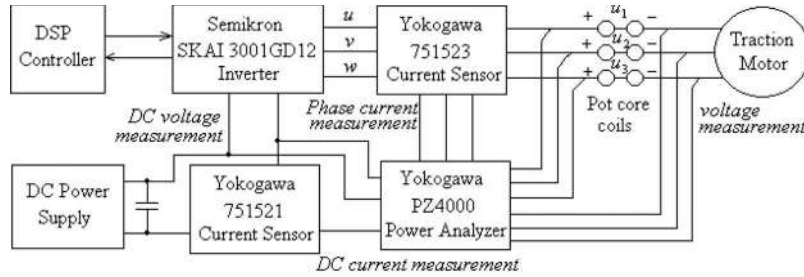 DSP
Controller
Semikron
SKAI 3001GD12
Inverter
u
v
w
Yokogawa
751523
Current Sensor
+ u1 −
+ u2 −
+ u3 −
Pot core
coils
Traction
Motor
voltage
measurement
DC voltage
measurement
Phase current
measurement
DC Power
Supply
Yokogawa
751521
Current Sensor
Yokogawa
PZ4000
Power Analyzer
DC current measurement